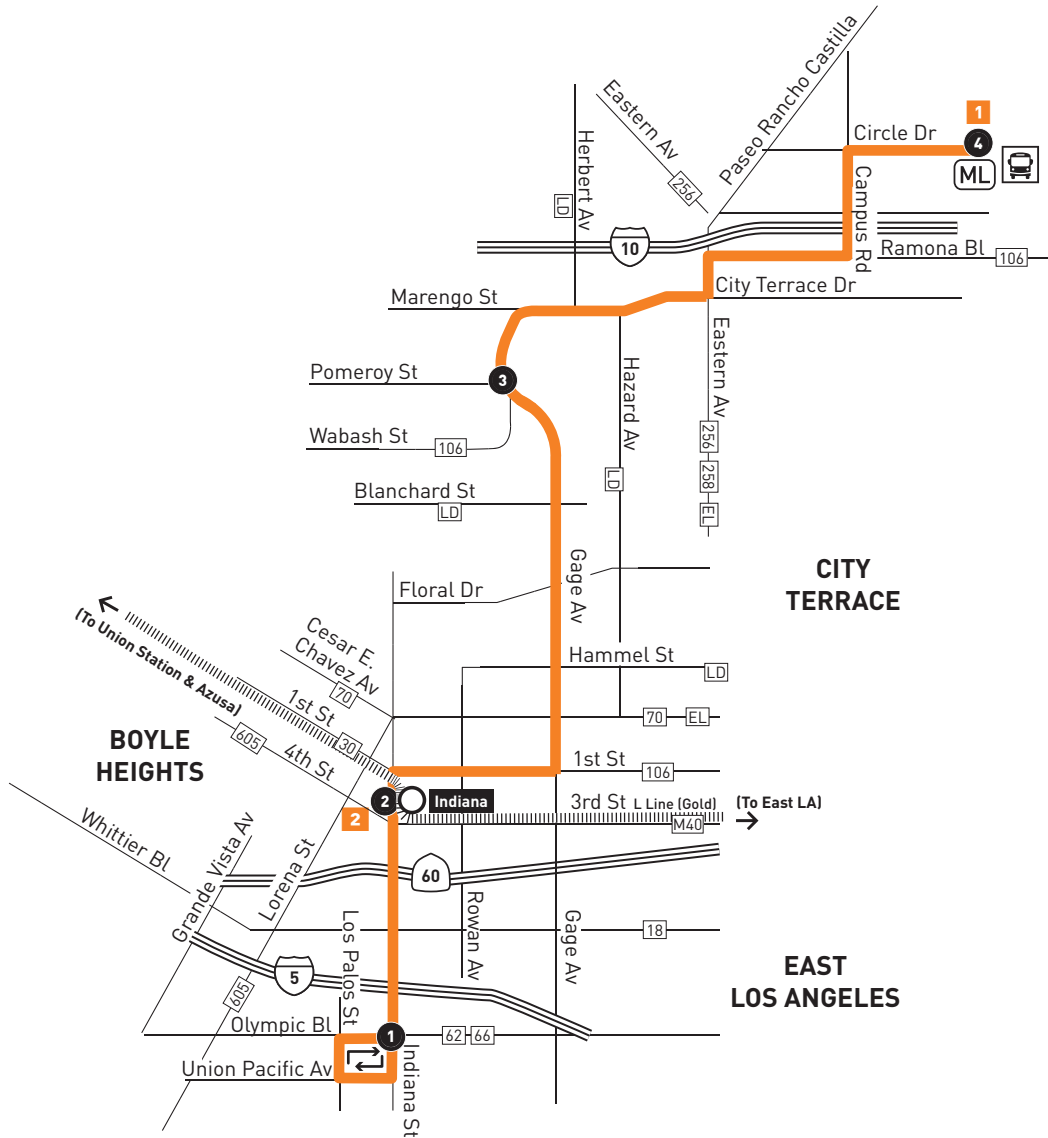 Paseo Rancho Castilla
Eastern Av
256
Herbert Av
LD
Circle Dr
1
4
ML
Campus Rd
10
Ramona Bl
106
City Terrace Dr
Marengo St
Pomeroy St
3
Wabash St
106
Hazard Av
LD
Eastern Av
256
258
EL
Blanchard St
LD
Gage Av
Floral Dr
CITY
TERRACE
(To Union Station & Azusa)
Cesar E.
Chavez Av
70
Hammel St
LD
1st St
30
70
EL
605
4th St
BOYLE
HEIGHTS
1st St
106
2
Indiana
2
3rd St
L Line (Gold)
(To East LA)
M40
Whittier Bl
Grande Vista Av
Lorena St
60
Los Palos St
Rowan Av
Gage Av
18
5
605
EAST
LOS ANGELES
Olympic Bl
1
62
66
Union Pacific Av
Indiana St